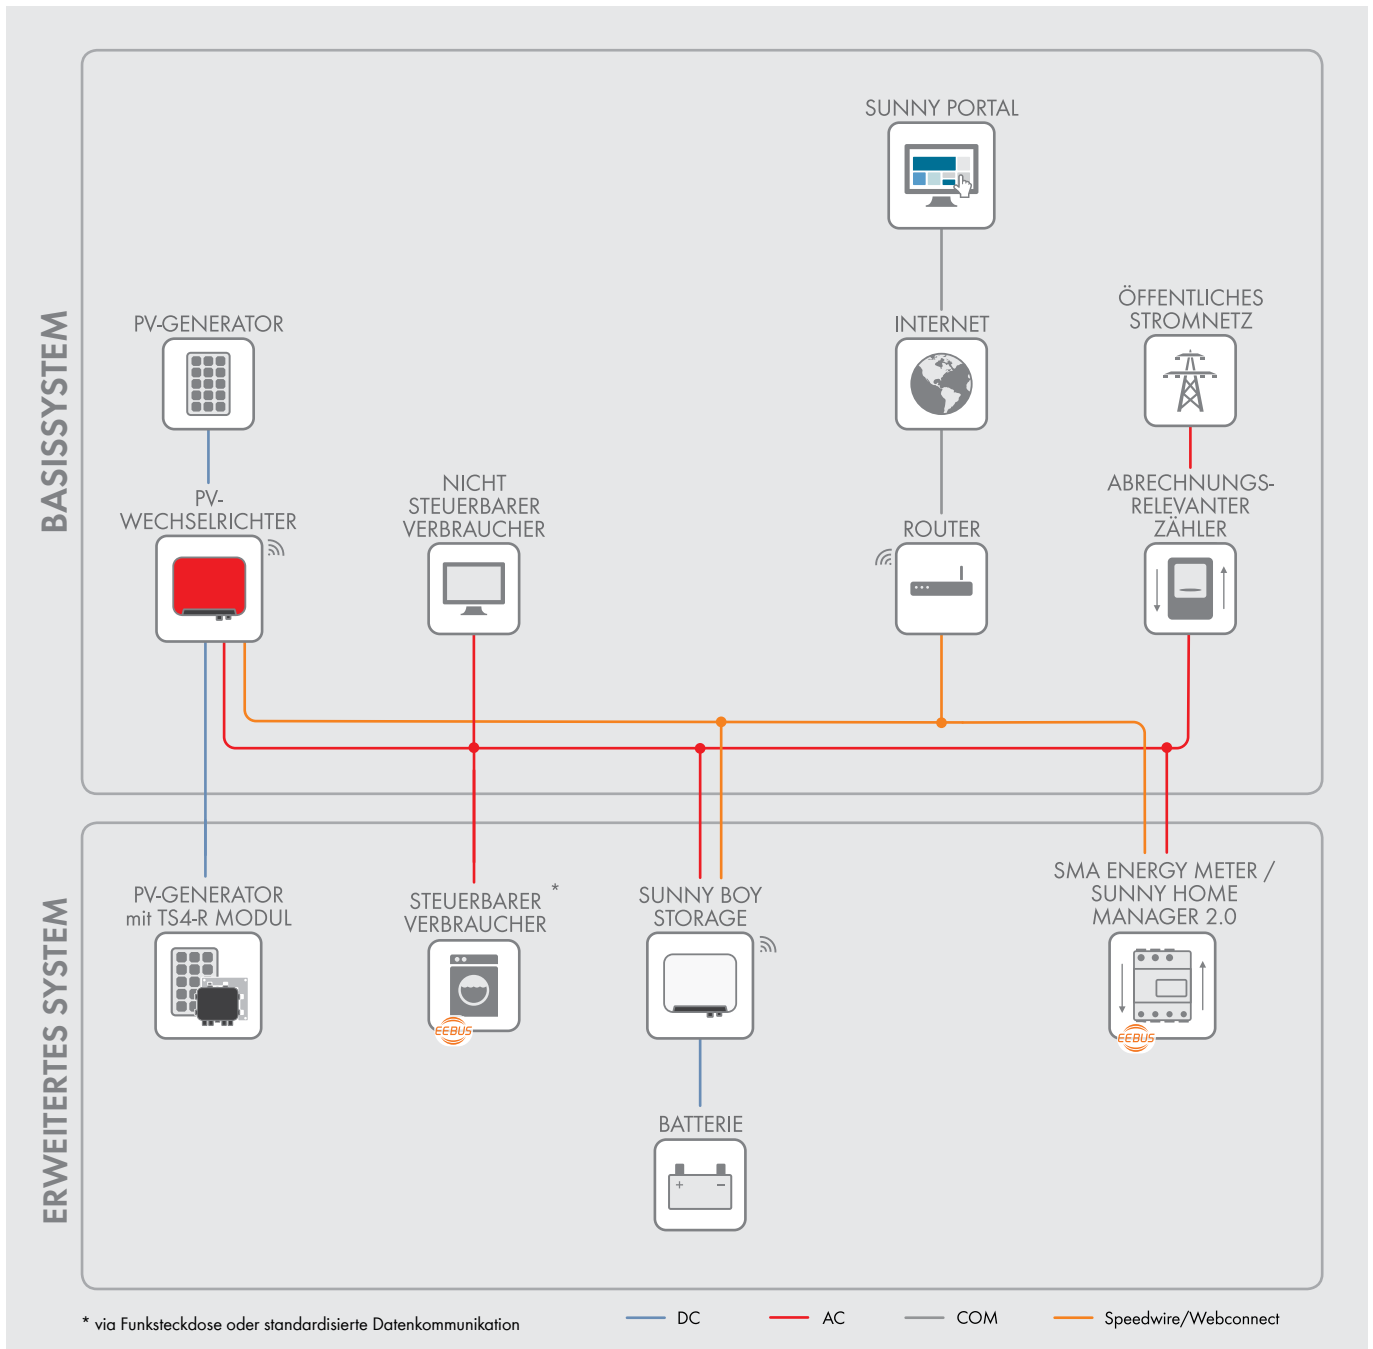 BASISSYSTEM
SUNNY PORTAL
INTERNET
ÖFFENTLICHES
STROMNETZ
PV-GENERATOR
PV-
WECHSELRICHTER
NICHT
STEUERBARER
VERBRAUCHER
ROUTER
ABRECHNUNGS-
RELEVANTER
ZÄHLER
ERWEITERTES SYSTEM
PV-GENERATOR
mit TS4-R MODUL
STEUERBARER *
VERBRAUCHER
EEBUS
SUNNY BOY
STORAGE
SMA ENERGY METER /
SUNNY HOME
MANAGER 2.0
EEBUS
BATTERIE
+ −
* via Funksteckdose oder standardisierte Datenkommunikation
DC
AC
COM
Speedwire/Webconnect